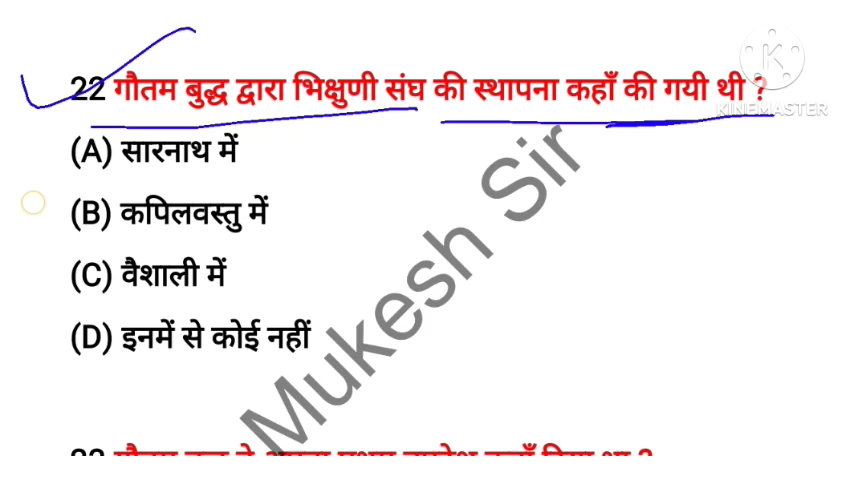 22 गौतम बुद्ध द्वारा भिक्षुणी संघ की स्थापना कहाँ की गयी थी ?
K
KINEMASTER
(A) सारनाथ में
(B) कपिलवस्तु में
(C) वैशाली में
(D) इनमें से कोई नहीं
Mukesh Sir